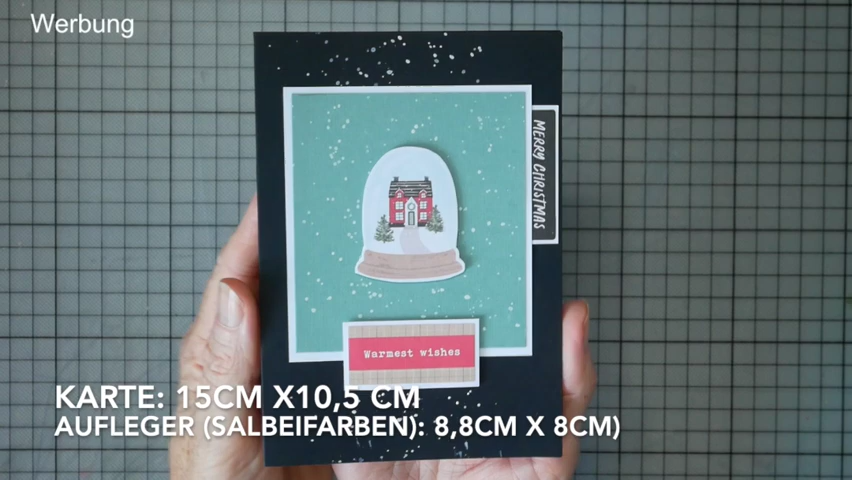 Werbung
MERRY CHRISTMAS
Warmest wishes
KARTE: 15CM X10,5 CM
AUFLEGER (SALBEIFARBEN): 8,8CM X 8CM)